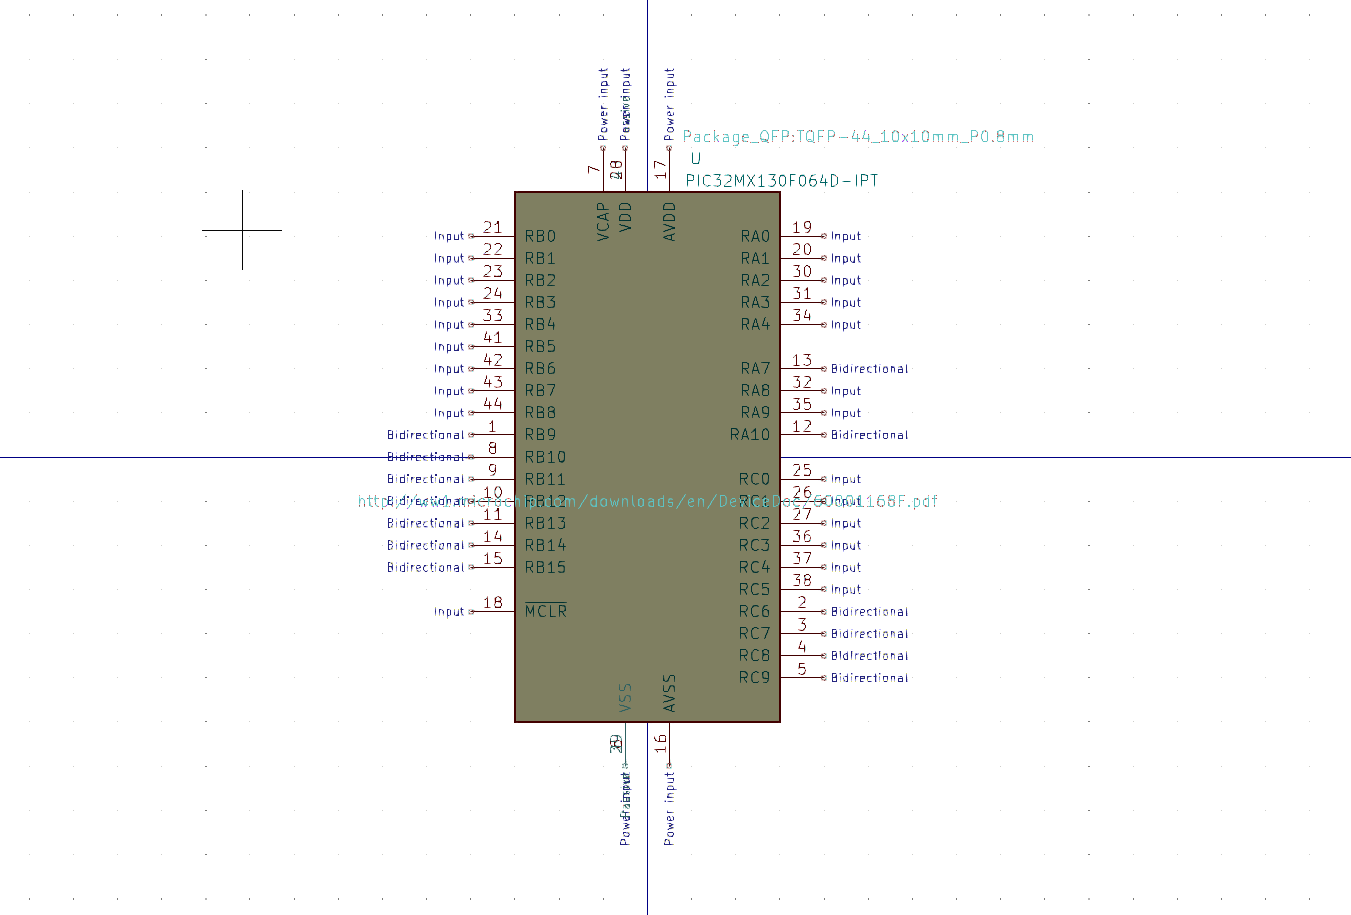 Power input
Power input
Power input
Package_QFP:TQFP-44_10x10mm_P0.8mm
U
PIC32MX130F064D-IPT
7
17
VCAP
VDD
AVDD
Input 21 RB0 RA0 19 Input
Input 22 RB1 RA1 20 Input
Input 23 RB2 RA2 30 Input
Input 24 RB3 RA3 31 Input
Input 33 RB4 RA4 34 Input
Input 41 RB5
Input 42 RB6 RA7 13 Bidirectional
Input 43 RB7 RA8 32 Input
Input 44 RB8 RA9 35 Input
Bidirectional 1 RB9 RA10 12 Bidirectional
Bidirectional 8 RB10
Bidirectional 9 RB11 RC0 25 Input
Bidirectional 10 RB12 RC1 26 Input
http://ww1.microchip.com/downloads/en/DeviceDoc/60001168F.pdf
Bidirectional 11 RB13 RC2 27 Input
Bidirectional 14 RB14 RC3 36 Input
Bidirectional 15 RB15 RC4 37 Input
RC5 38 Input
Input 18 MCLR RC6 2 Bidirectional
RC7 3 Bidirectional
RC8 4 Bidirectional
RC9 5 Bidirectional
VSS
AVSS
16
Power input
Power input